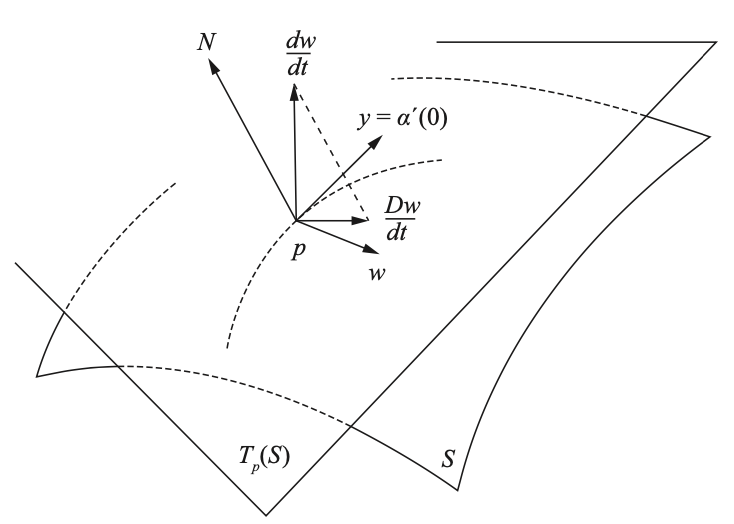 N
dw
dt
y = α′(0)
Dw
dt
p
w
T_p(S)
S